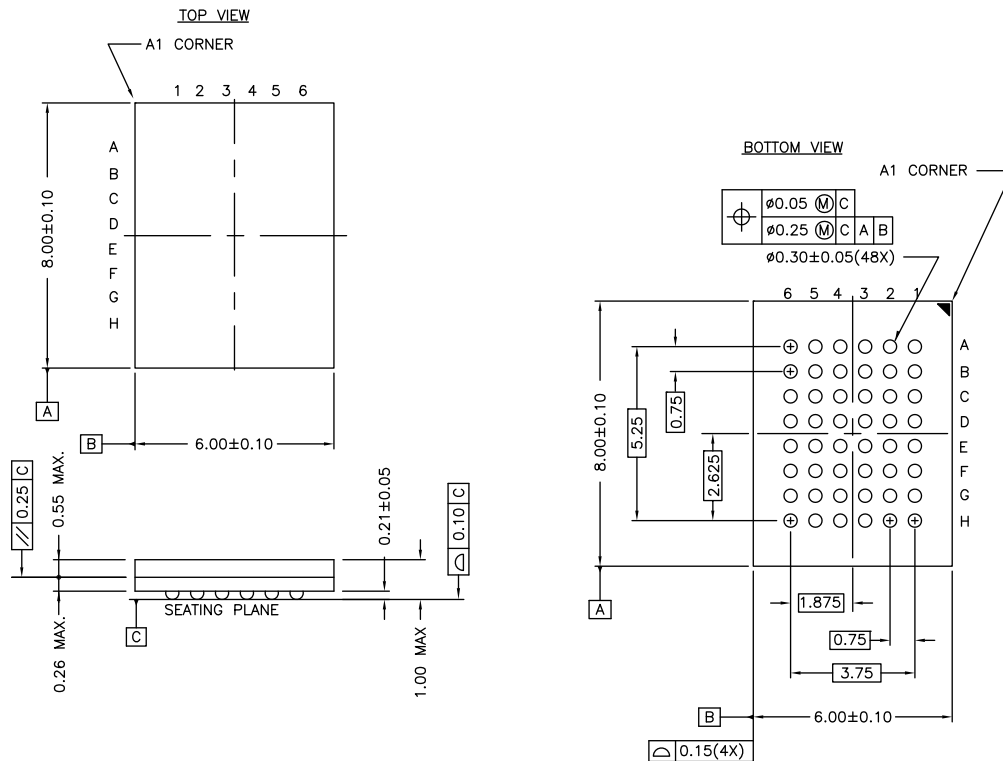 TOP VIEW
A1 CORNER
1 2 3 4 5 6
A
B
C
D
E
F
G
H
8.00±0.10
A
B
6.00±0.10
// 0.25 C
0.55 MAX.
0.21±0.05
⌓ 0.10 C
SEATING PLANE
C
0.26 MAX.
1.00 MAX
BOTTOM VIEW
A1 CORNER
⌖ ø0.05 Ⓜ C
ø0.25 Ⓜ C A B
ø0.30±0.05(48X)
6 5 4 3 2 1
A
B
C
D
E
F
G
H
8.00±0.10
5.25
0.75
2.625
A
1.875
0.75
3.75
B
6.00±0.10
⌓ 0.15(4X)